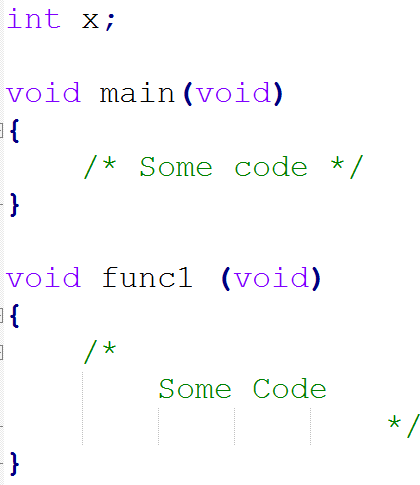 int x;
void main(void)
{
/* Some code */
}
void func1 (void)
{
/*
Some Code
*/
}